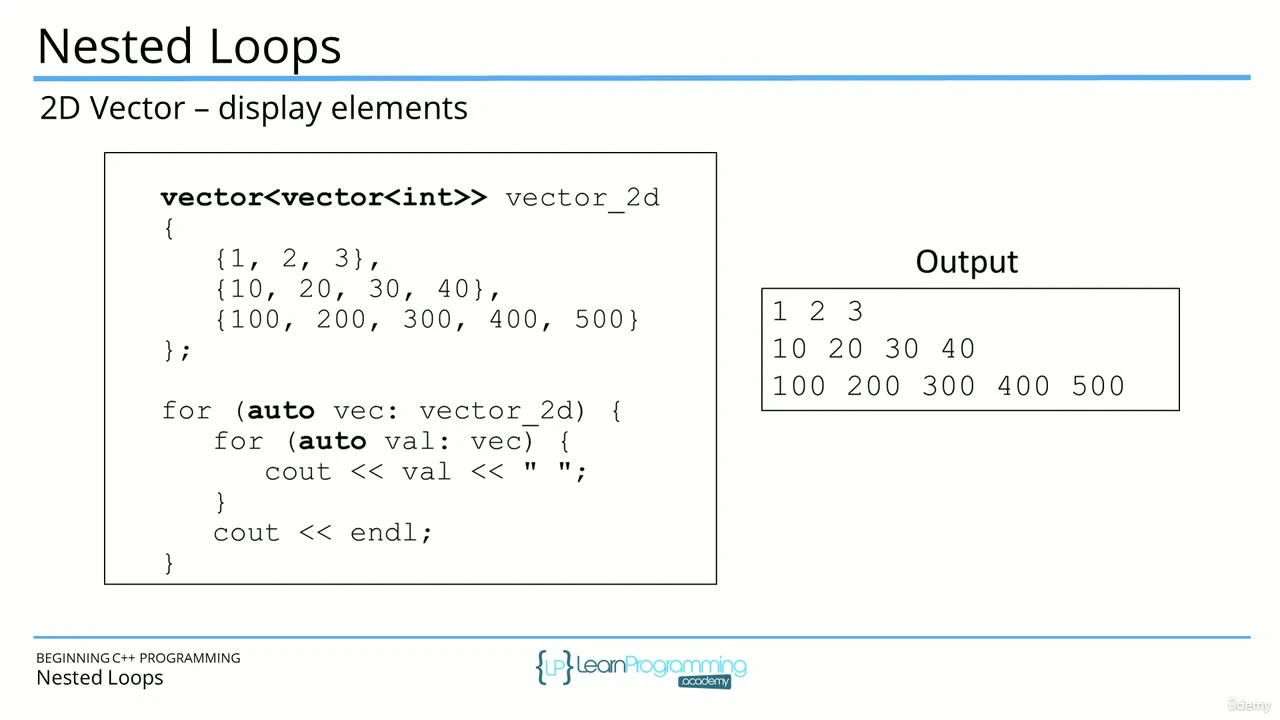 Nested Loops
2D Vector – display elements
vector<vector<int>> vector_2d
{
   {1, 2, 3},
   {10, 20, 30, 40},
   {100, 200, 300, 400, 500}
};

for (auto vec: vector_2d) {
   for (auto val: vec) {
      cout << val << " ";
   }
   cout << endl;
}
Output
1 2 3
10 20 30 40
100 200 300 400 500
BEGINNING C++ PROGRAMMING
Nested Loops
{LP} LearnProgramming
.academy
ûdemy